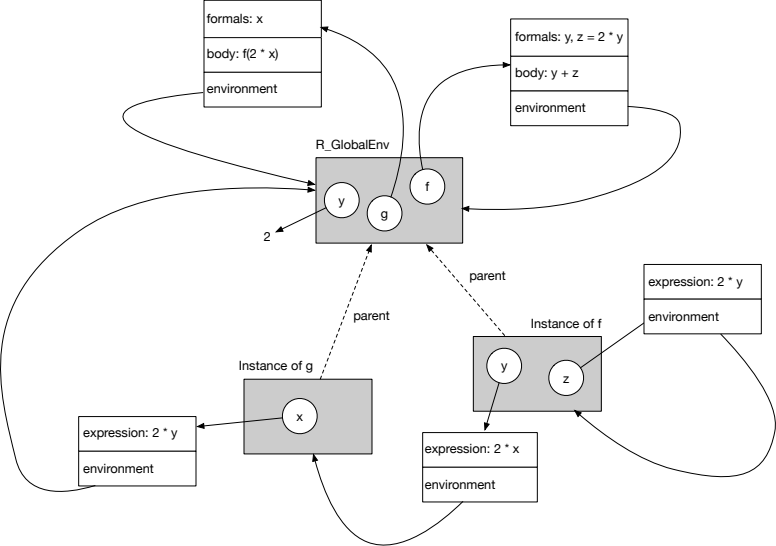 formals: x
body: f(2 * x)
environment
formals: y, z = 2 * y
body: y + z
environment
R_GlobalEnv
y
g
f
2
parent
parent
expression: 2 * y
environment
Instance of f
y
z
Instance of g
x
expression: 2 * y
environment
expression: 2 * x
environment